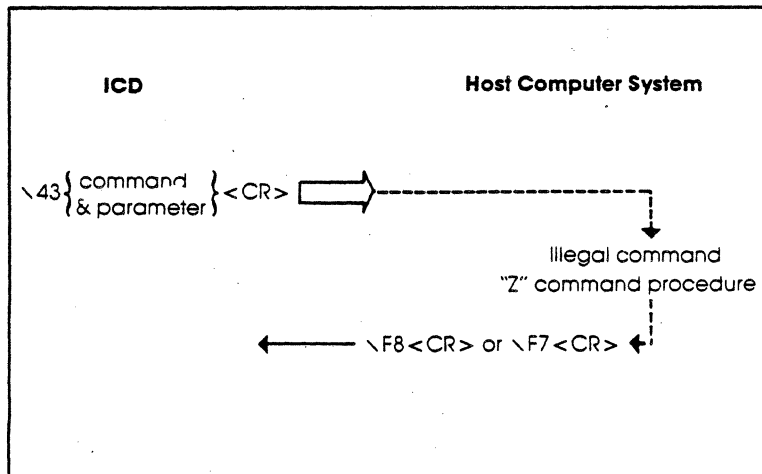 ICD Host Computer System
\43{command & parameter}<CR>
Illegal command
"Z" command procedure
\F8<CR> or \F7<CR>